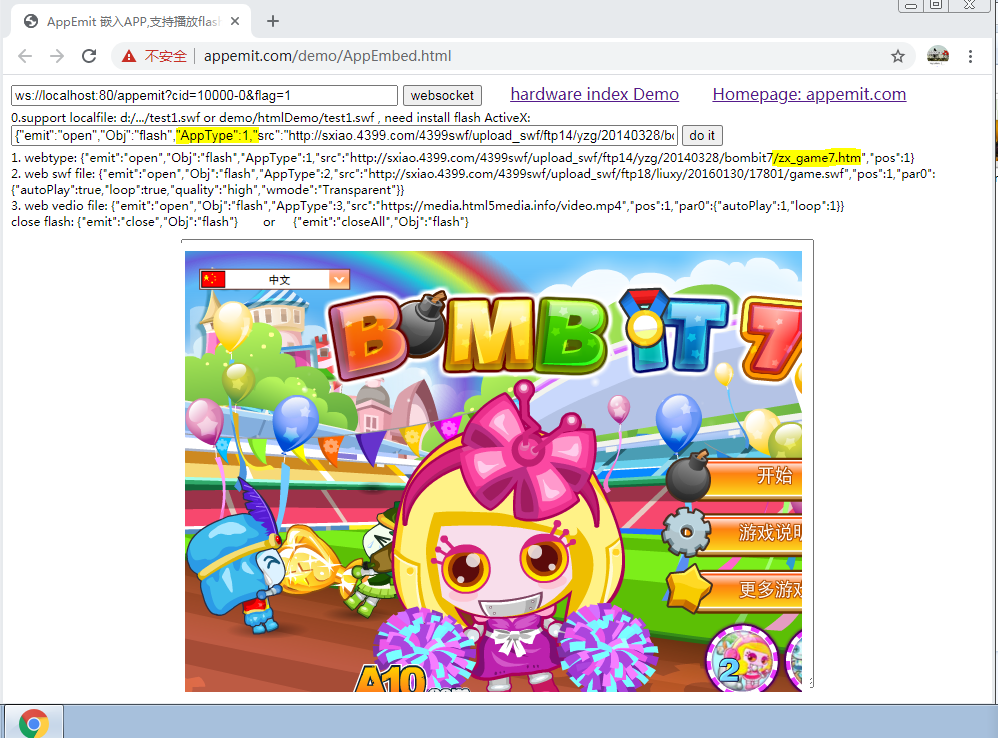 AppEmit 嵌入APP,支持播放flash
不安全 appemit.com/demo/AppEmbed.html
ws://localhost:80/appemit?cid=10000-0&flag=1 websocket hardware index Demo Homepage: appemit.com
0.support localfile: d:/.../test1.swf or demo/htmlDemo/test1.swf , need install flash ActiveX:
{"emit":"open","Obj":"flash","AppType":1,"src":"http://sxiao.4399.com/4399swf/upload_swf/ftp14/yzg/20140328/bo do it
1. webtype: {"emit":"open","Obj":"flash","AppType":1,"src":"http://sxiao.4399.com/4399swf/upload_swf/ftp14/yzg/20140328/bombit7/zx_game7.htm","pos":1}
2. web swf file: {"emit":"open","Obj":"flash","AppType":2,"src":"http://sxiao.4399.com/4399swf/upload_swf/ftp18/liuxy/20160130/17801/game.swf","pos":1,"par0":
{"autoPlay":true,"loop":true,"quality":"high","wmode":"Transparent"}}
3. web vedio file: {"emit":"open","Obj":"flash","AppType":3,"src":"https://media.html5media.info/video.mp4","pos":1,"par0":{"autoPlay":1,"loop":1}}
close flash: {"emit":"close","Obj":"flash"} or {"emit":"closeAll","Obj":"flash"}
中文
BOMB IT 7
开始
游戏说明
更多游戏
2
A10.com